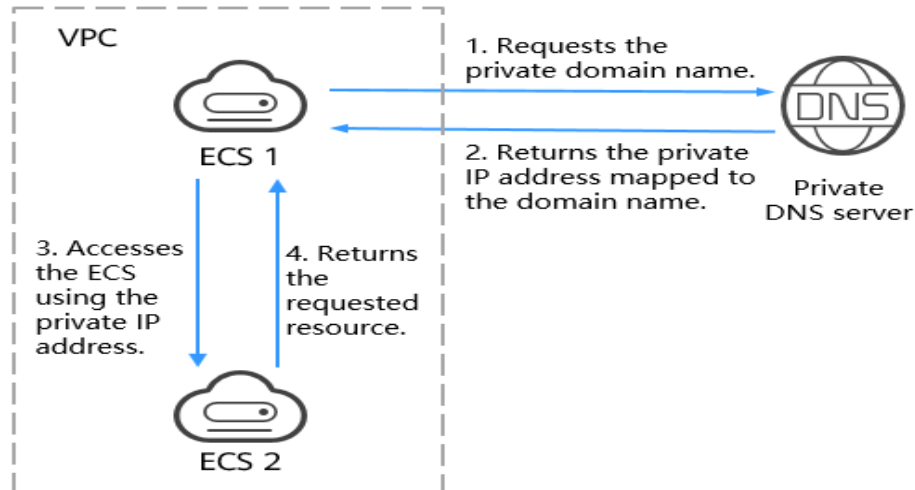 VPC
1. Requests the
private domain name.
DNS
ECS 1
2. Returns the private
IP address mapped to
the domain name.
Private
DNS server
3. Accesses
the ECS
using the
private IP
address.
4. Returns
the
requested
resource.
ECS 2